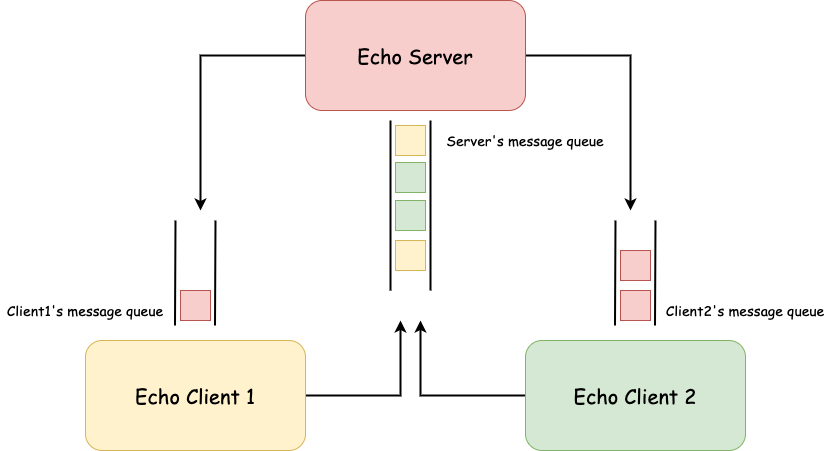 Echo Server
Server's message queue
Client1's message queue
Client2's message queue
Echo Client 1
Echo Client 2